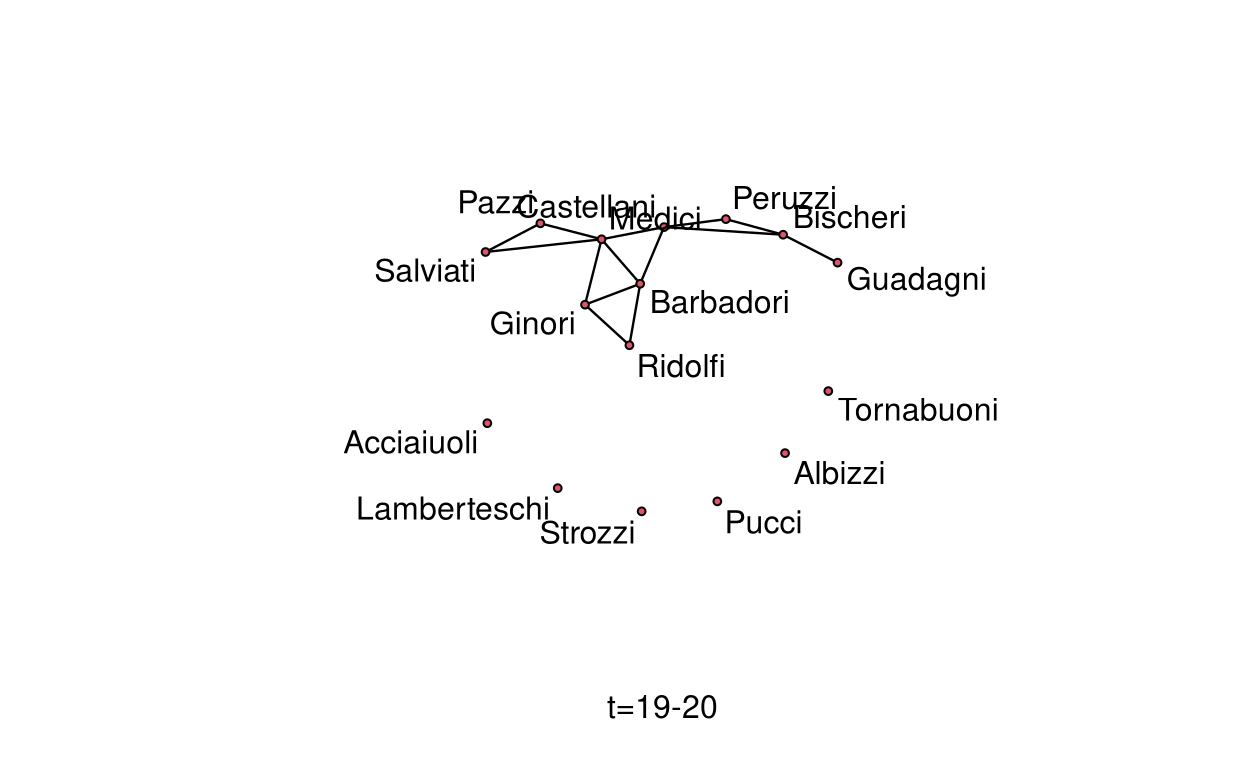 Pazzi
Castellani
Medici
Peruzzi
Bischeri
Salviati
Guadagni
Barbadori
Ginori
Ridolfi
Tornabuoni
Acciaiuoli
Albizzi
Lamberteschi
Strozzi
Pucci
t=19-20